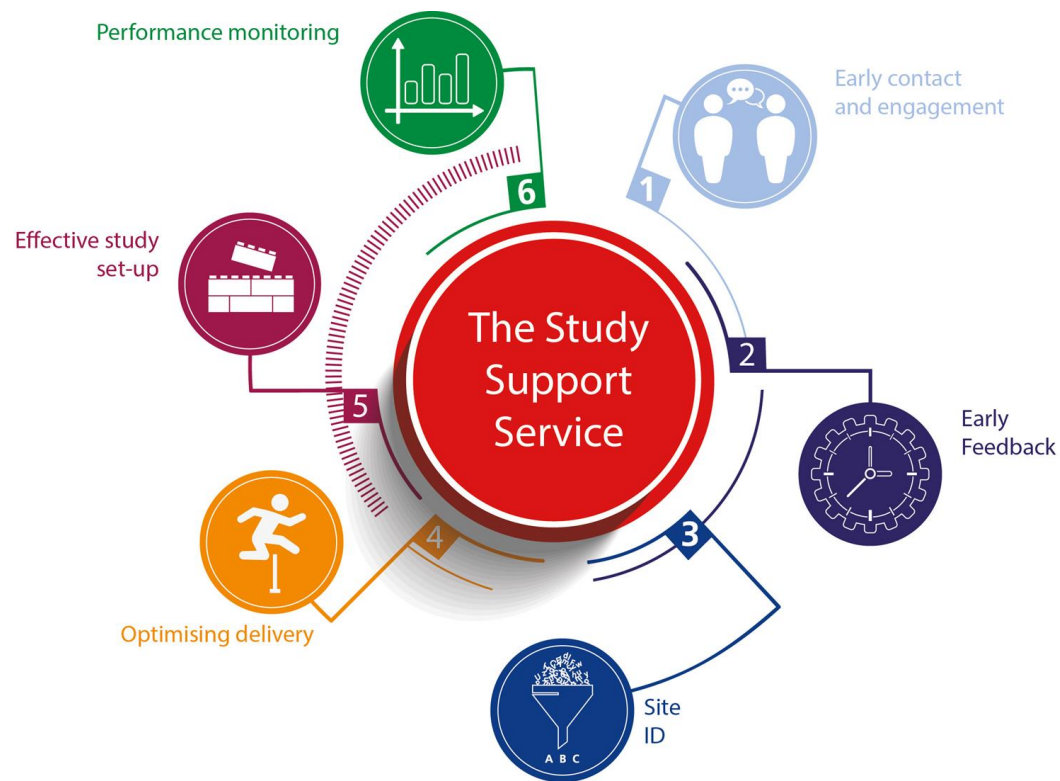 The Study
Support
Service
1
Early contact
and engagement
2
Early
Feedback
3
Site
ID
A B C
4
Optimising delivery
5
Effective study
set-up
6
Performance monitoring